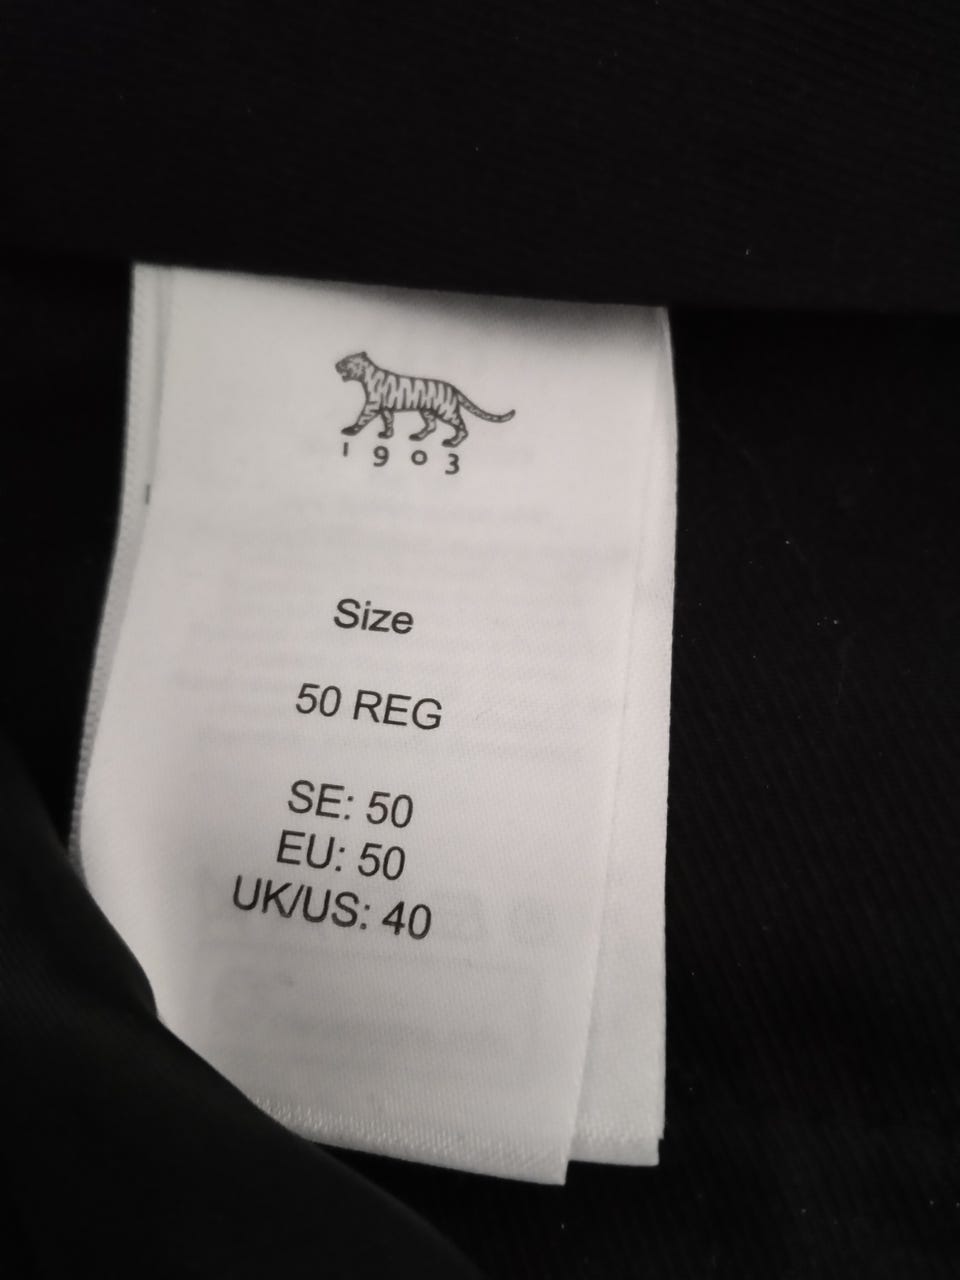 1903
Size
50 REG
SE: 50
EU: 50
UK/US: 40